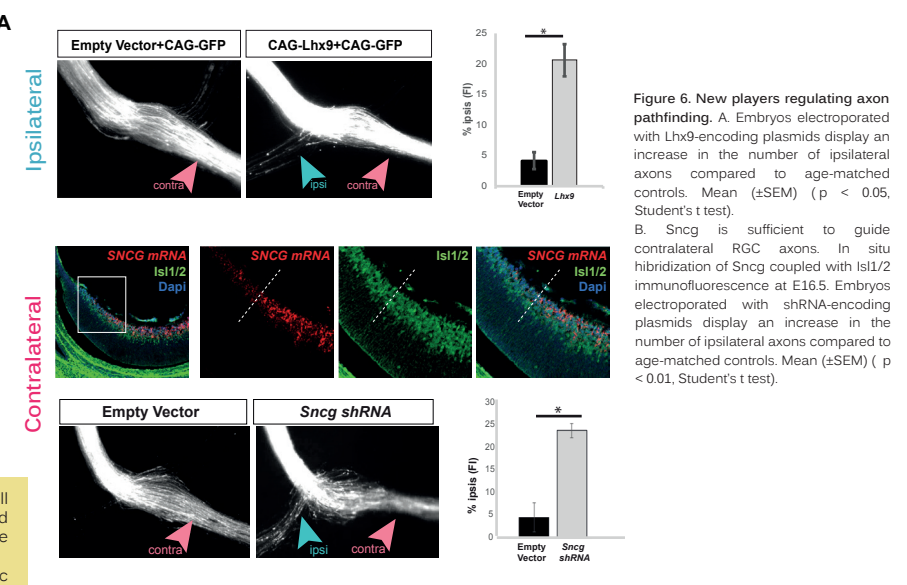 A
Ipsilateral
Empty Vector+CAG-GFP
CAG-Lhx9+CAG-GFP
contra
ipsi
contra
% ipsis (FI)
25
20
15
10
5
0
*
Empty
Vector
Lhx9
Figure 6. New players regulating axon
pathfinding. A. Embryos electroporated
with Lhx9-encoding plasmids display an
increase in the number of ipsilateral
axons compared to age-matched
controls. Mean (±SEM) ( p < 0.05,
Student's t test).
B. Sncg is sufficient to guide
contralateral RGC axons. In situ
hibridization of Sncg coupled with Isl1/2
immunofluorescence at E16.5. Embryos
electroporated with shRNA-encoding
plasmids display an increase in the
number of ipsilateral axons compared to
age-matched controls. Mean (±SEM) ( p
< 0.01, Student's t test).
Contralateral
SNCG mRNA
Isl1/2
Dapi
SNCG mRNA
Isl1/2
SNCG mRNA
Isl1/2
Dapi
Empty Vector
Sncg shRNA
contra
ipsi
contra
% ipsis (FI)
30
25
20
15
10
5
0
*
Empty
Vector
Sncg
shRNA
ll
d
e
c